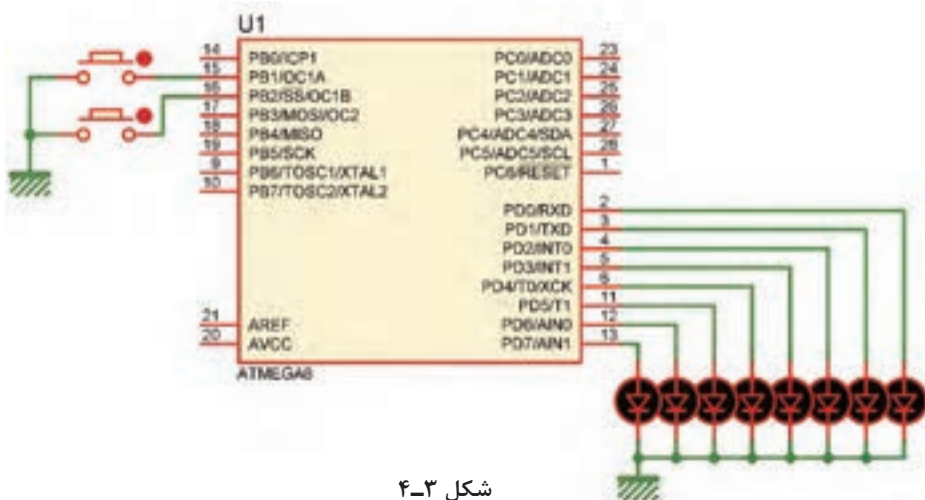 U1
14 PB0/ICP1
15 PB1/OC1A
16 PB2/SS/OC1B
17 PB3/MOSI/OC2
18 PB4/MISO
19 PB5/SCK
9 PB6/TOSC1/XTAL1
10 PB7/TOSC2/XTAL2
21 AREF
20 AVCC
PC0/ADC0 23
PC1/ADC1 24
PC2/ADC2 25
PC3/ADC3 26
PC4/ADC4/SDA 27
PC5/ADC5/SCL 28
PC6/RESET 1
PD0/RXD 2
PD1/TXD 3
PD2/INT0 4
PD3/INT1 5
PD4/T0/XCK 6
PD5/T1 11
PD6/AIN0 12
PD7/AIN1 13
ATMEGA8
شکل ۳ـ۴